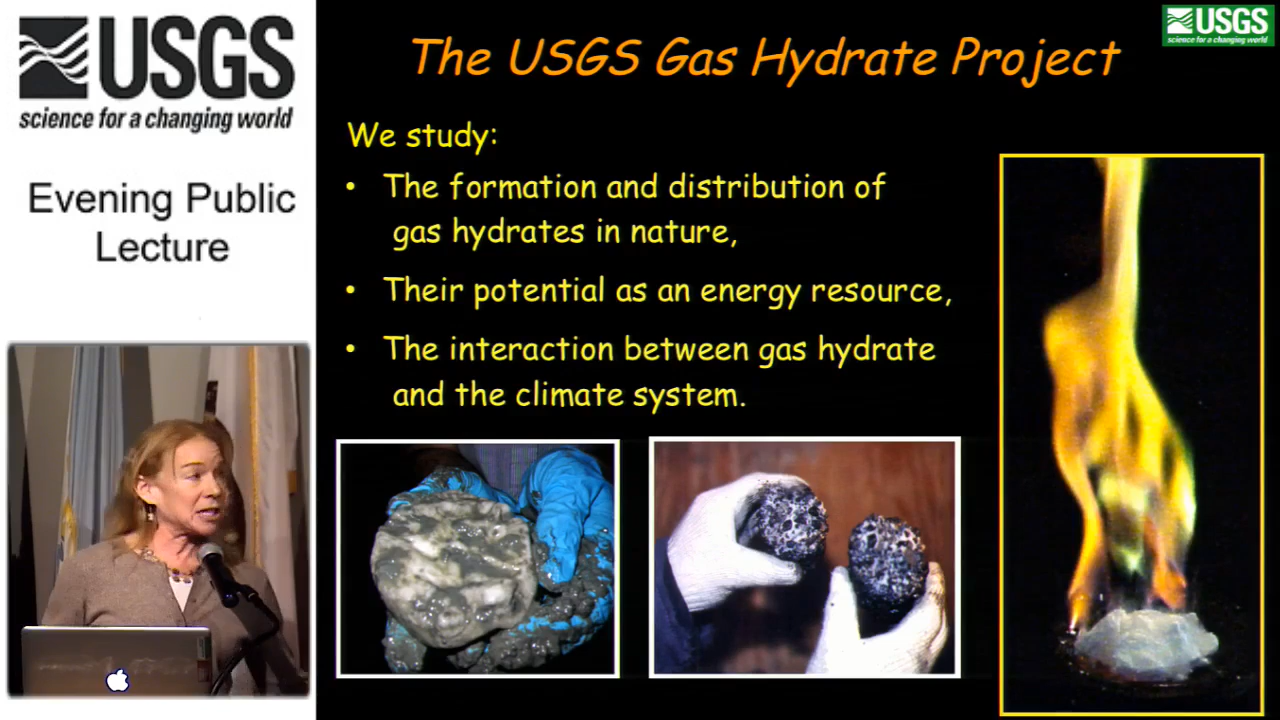 USGS
science for a changing world
Evening Public
Lecture
The USGS Gas Hydrate Project
USGS
science for a changing world
We study:
• The formation and distribution of
gas hydrates in nature,
• Their potential as an energy resource,
• The interaction between gas hydrate
and the climate system.